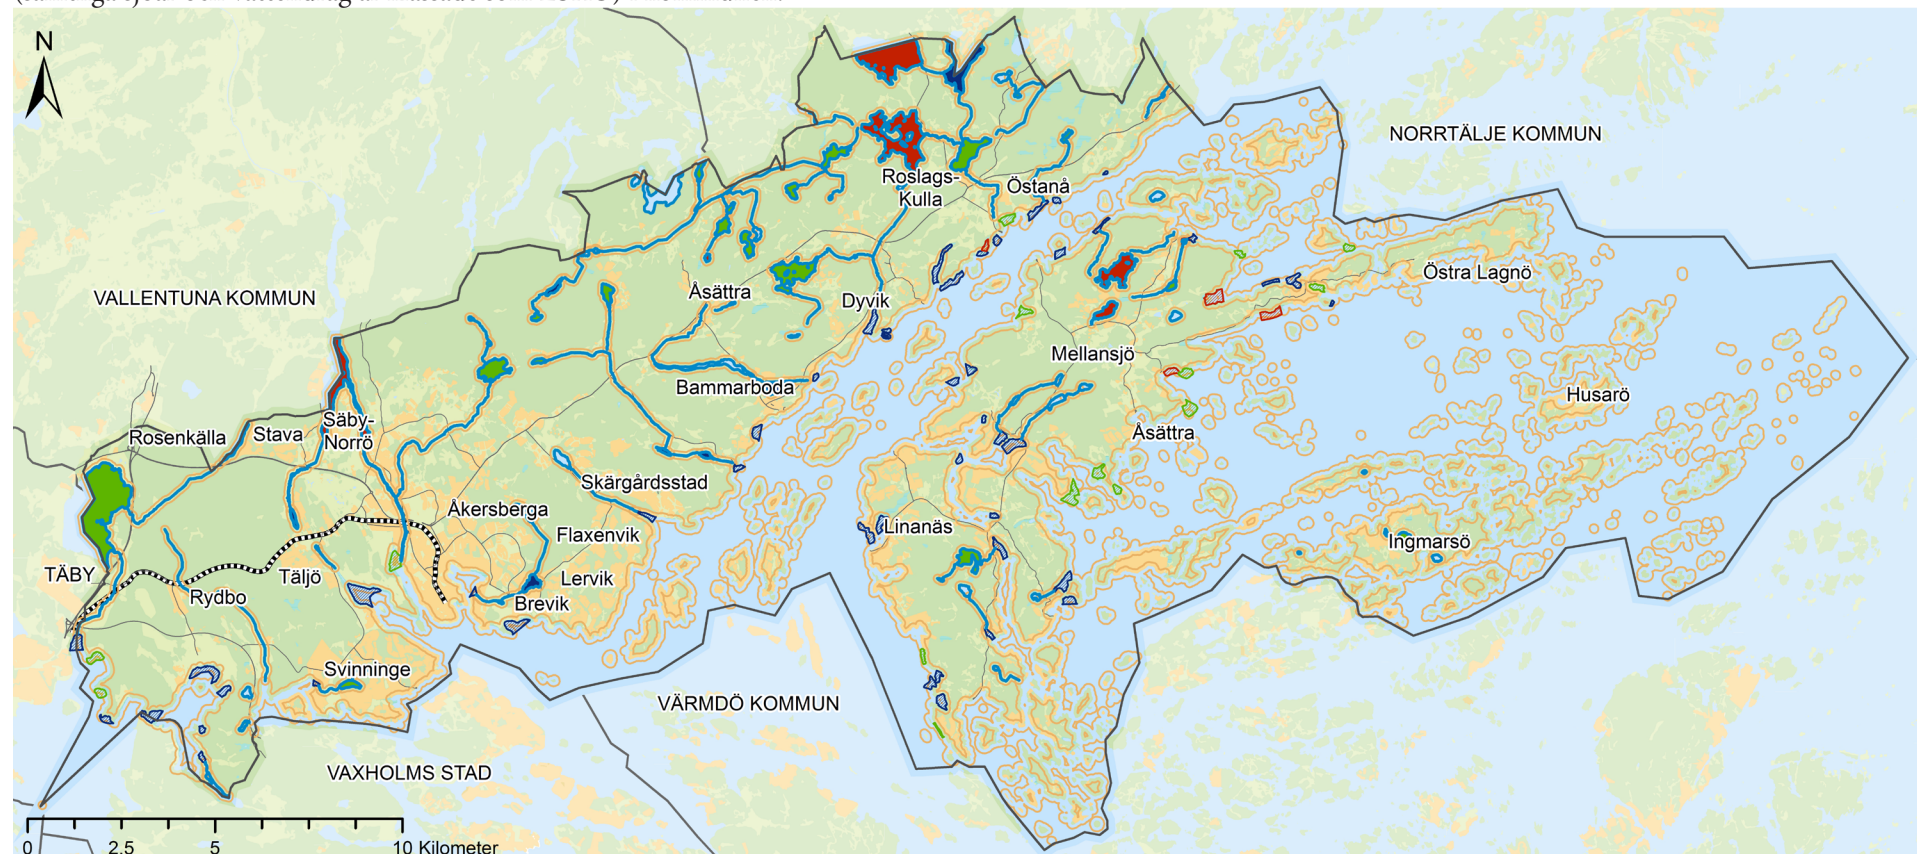 N
NORRTÄLJE KOMMUN
Roslags-
Kulla
Östanå
Östra Lagnö
VALLENTUNA KOMMUN
Åsättra
Dyvik
Mellansjö
Bammarboda
Husarö
Säby-
Norrö
Rosenkälla
Stava
Åsättra
Skärgårdsstad
Åkersberga
Linanäs
Flaxenvik
Ingmarsö
TÄBY
Täljö
Lervik
Rydbo
Brevik
Svinninge
VÄRMDÖ KOMMUN
VAXHOLMS STAD
0 2,5 5 10 Kilometer